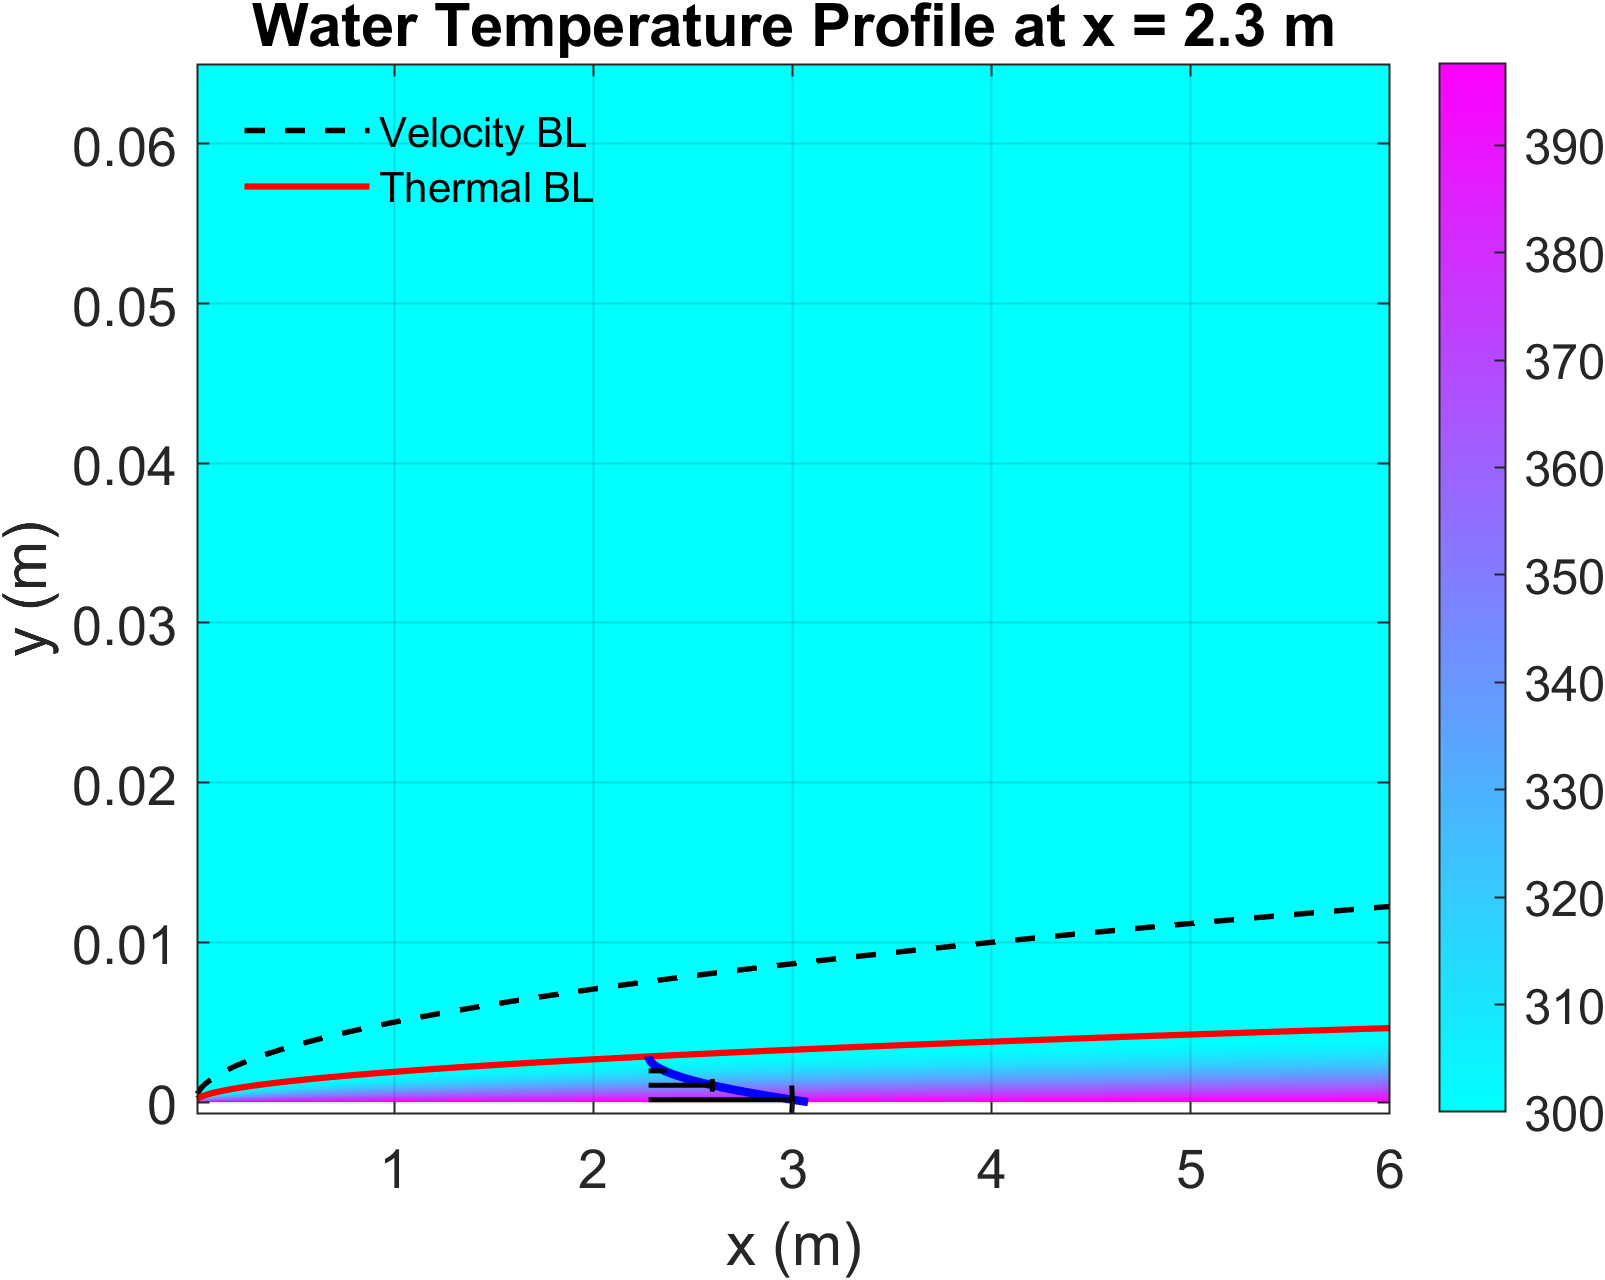 Water Temperature Profile at x = 2.3 m
Velocity BL
Thermal BL
0.06
0.05
0.04
0.03
0.02
0.01
0
y (m)
1 2 3 4 5 6
x (m)
390
380
370
360
350
340
330
320
310
300